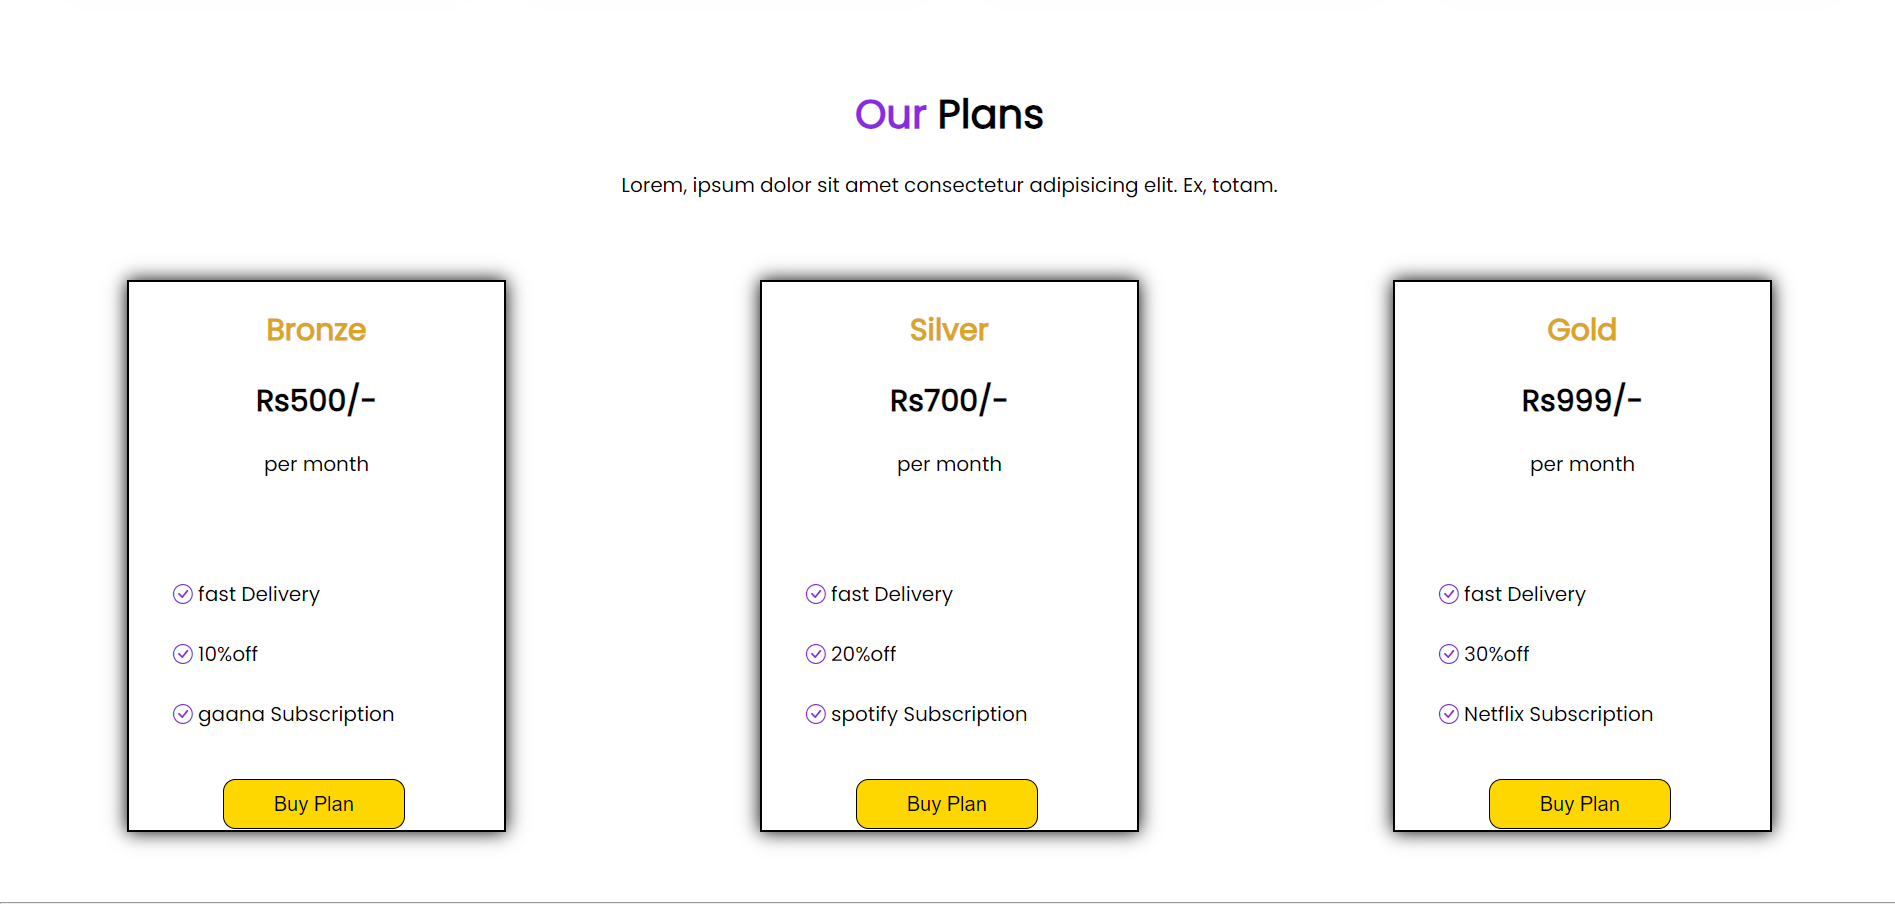 Our Plans
Lorem, ipsum dolor sit amet consectetur adipisicing elit. Ex, totam.
Bronze
Rs500/-
per month
fast Delivery
10%off
gaana Subscription
Buy Plan
Silver
Rs700/-
per month
fast Delivery
20%off
spotify Subscription
Buy Plan
Gold
Rs999/-
per month
fast Delivery
30%off
Netflix Subscription
Buy Plan